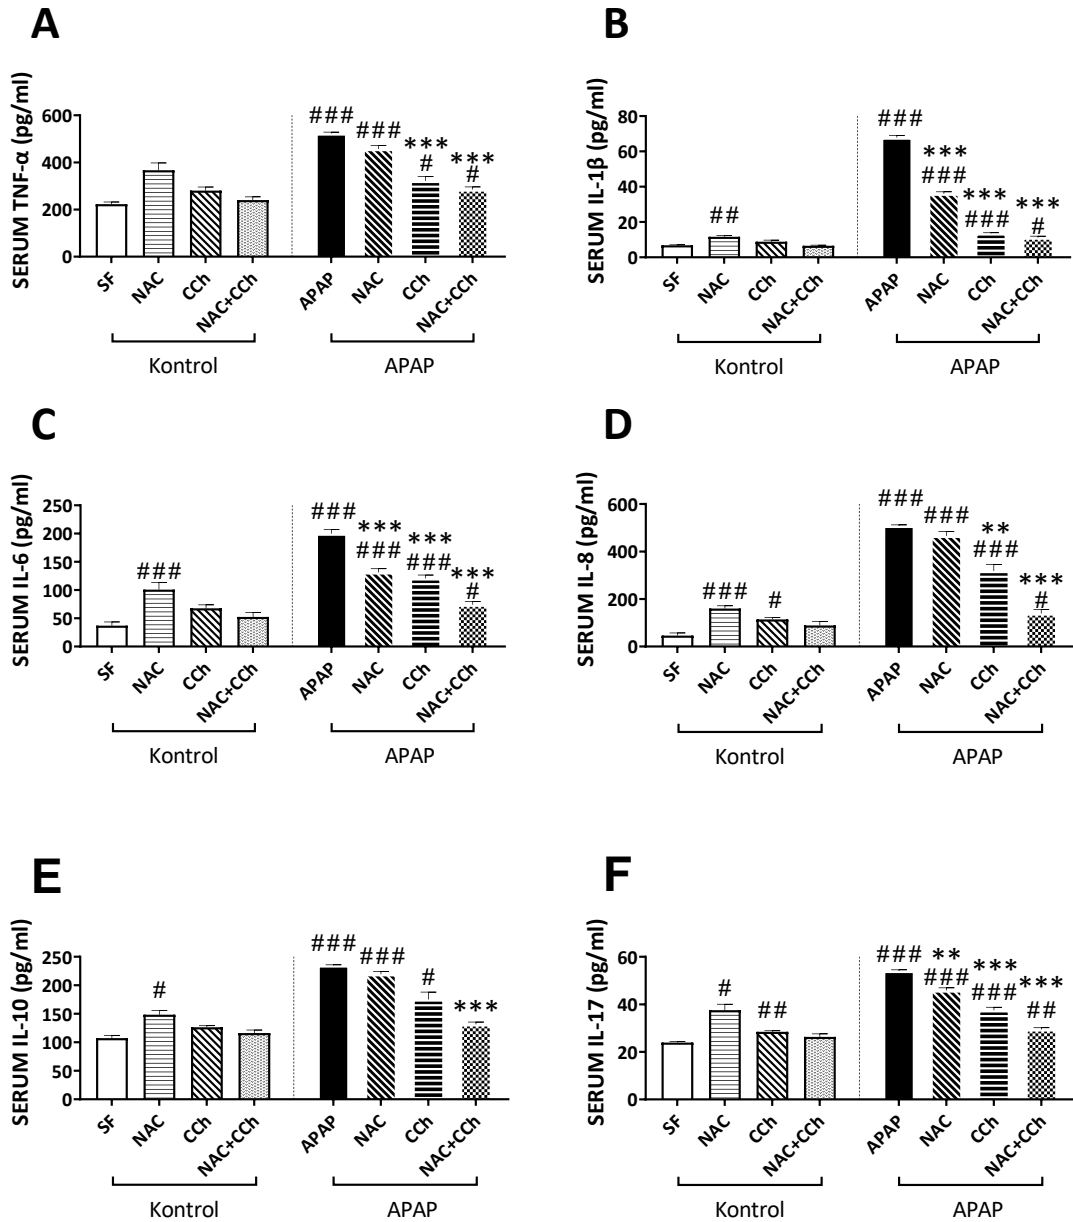 A
SERUM TNF-α (pg/ml)
600
400
200
0
###
###
***
#
***
#
SF
NAC
CCh
NAC+CCh
APAP
NAC
CCh
NAC+CCh
Kontrol
APAP
B
SERUM IL-1β (pg/ml)
80
60
40
20
0
##
###
***
###
***
###
***
#
SF
NAC
CCh
NAC+CCh
APAP
NAC
CCh
NAC+CCh
Kontrol
APAP
C
SERUM IL-6 (pg/ml)
250
200
150
100
50
0
###
###
***
###
***
###
***
#
SF
NAC
CCh
NAC+CCh
APAP
NAC
CCh
NAC+CCh
Kontrol
APAP
D
SERUM IL-8 (pg/ml)
600
400
200
0
###
#
###
###
**
###
***
#
SF
NAC
CCh
NAC+CCh
APAP
NAC
CCh
NAC+CCh
Kontrol
APAP
E
SERUM IL-10 (pg/ml)
250
200
150
100
50
0
#
###
###
#
***
SF
NAC
CCh
NAC+CCh
APAP
NAC
CCh
NAC+CCh
Kontrol
APAP
F
SERUM IL-17 (pg/ml)
60
40
20
0
#
##
###
**
###
***
###
***
##
SF
NAC
CCh
NAC+CCh
APAP
NAC
CCh
NAC+CCh
Kontrol
APAP